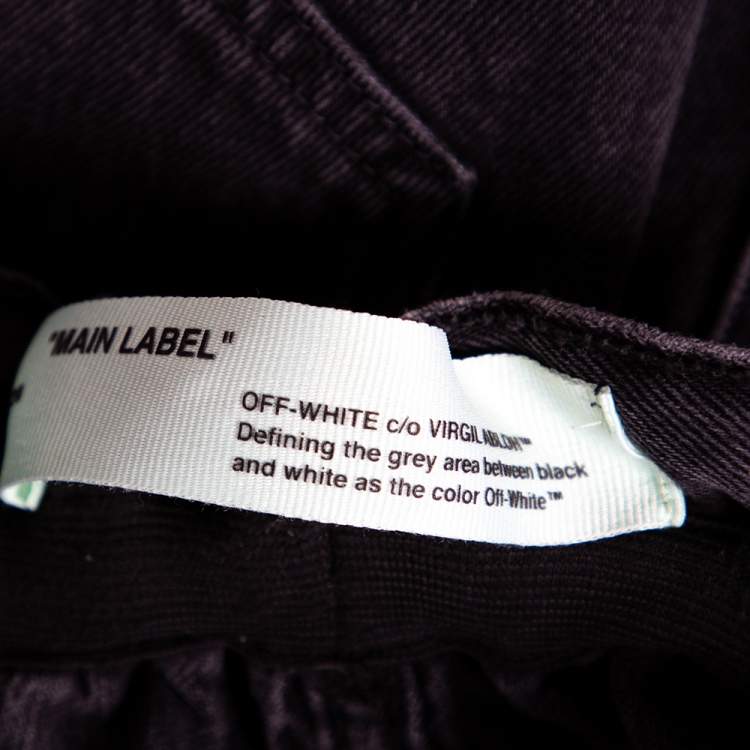 "MAIN LABEL"
OFF-WHITE c/o VIRGIL ABLOH™
Defining the grey area between black
and white as the color Off-White™